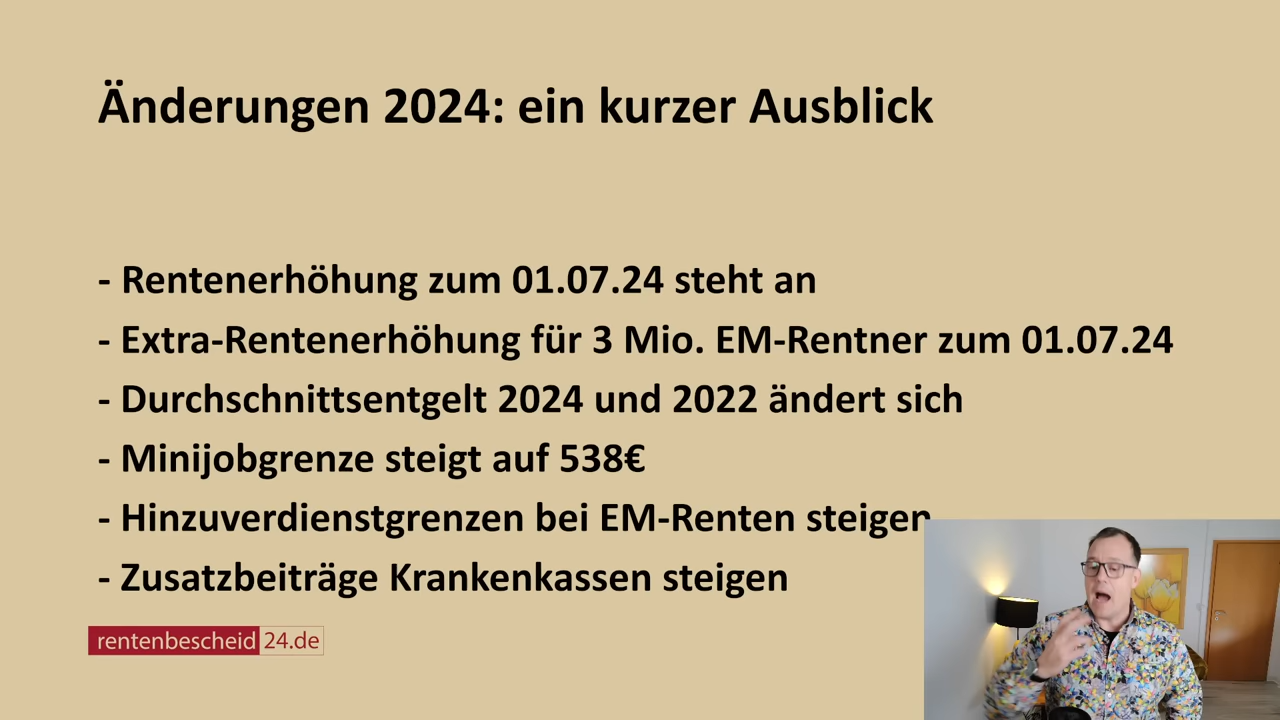 Änderungen 2024: ein kurzer Ausblick
- Rentenerhöhung zum 01.07.24 steht an
- Extra-Rentenerhöhung für 3 Mio. EM-Rentner zum 01.07.24
- Durchschnittsentgelt 2024 und 2022 ändert sich
- Minijobgrenze steigt auf 538€
- Hinzuverdienstgrenzen bei EM-Renten steigen
- Zusatzbeiträge Krankenkassen steigen
rentenbescheid 24.de